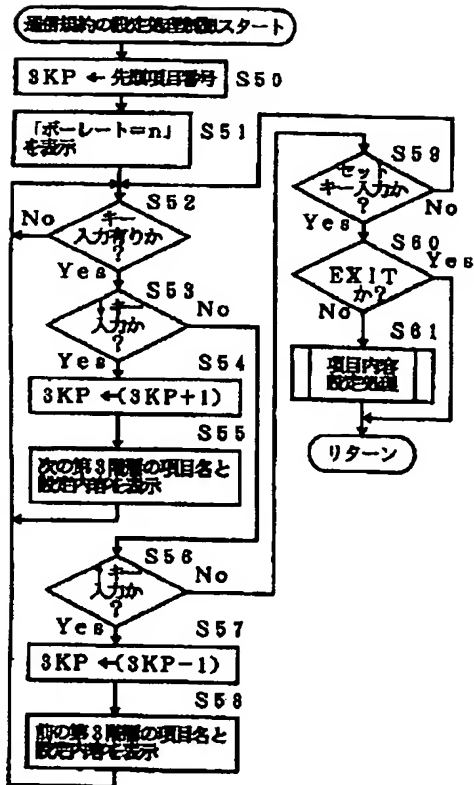 通信規約の設定処理 スタート
3KP ← 先頭項目番号
S50
「ボーレート=n」
を表示
S51
S52
キー
入力有りか
?
No
Yes
S53
キー
入力か
?
No
Yes
S54
3KP ←(3KP+1)
S55
次の第3階層の項目名と
設定内容を表示
S56
キー
入力か
?
No
Yes
S57
3KP ←(3KP-1)
S58
前の第3階層の項目名と
設定内容を表示
S59
セット
キー入力か
?
No
Yes
S60
EXIT
か?
Yes
No
S61
項目内容
設定処理
リターン